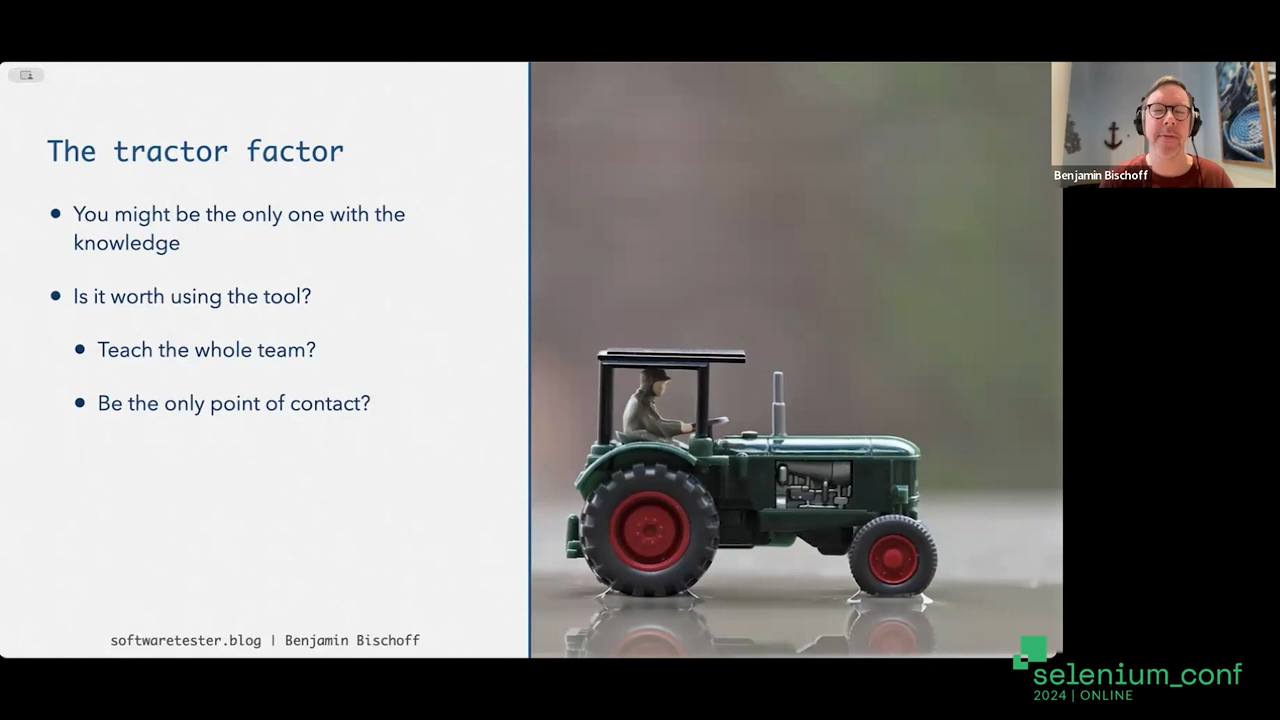 The tractor factor
You might be the only one with the
knowledge
Is it worth using the tool?
Teach the whole team?
Be the only point of contact?
softwaretester.blog | Benjamin Bischoff
Benjamin Bischoff
selenium_conf
2024 | ONLINE